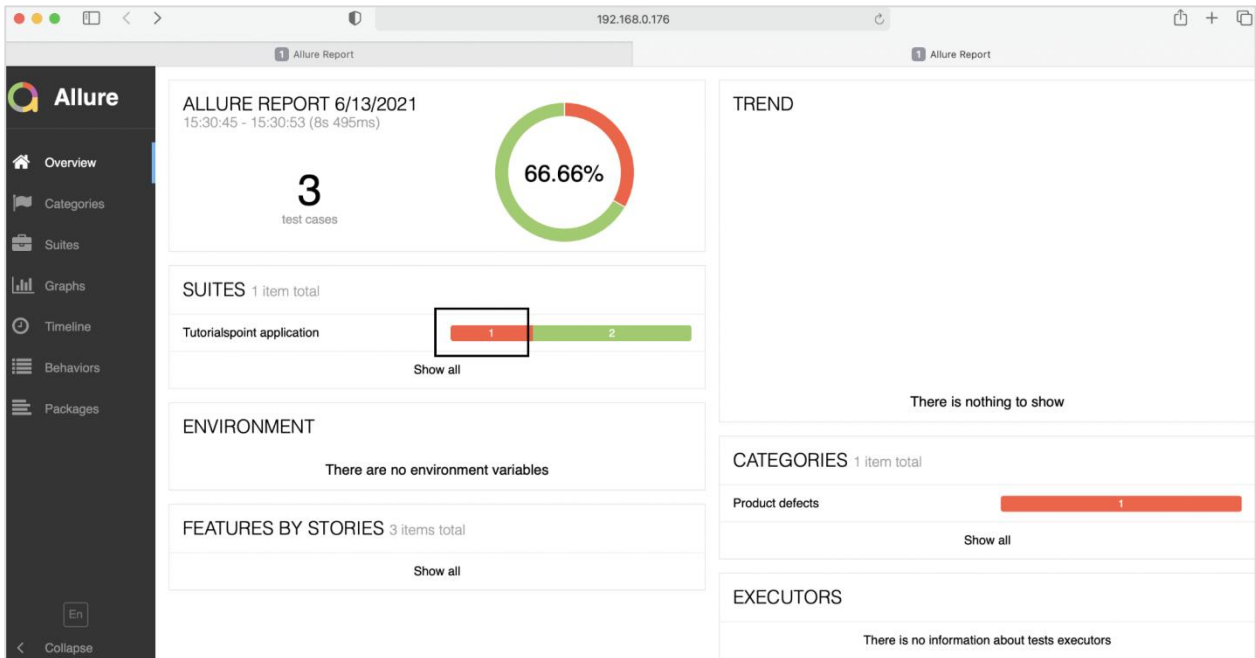 192.168.0.176
1 Allure Report
1 Allure Report
Allure
Overview
Categories
Suites
Graphs
Timeline
Behaviors
Packages
En
Collapse
ALLURE REPORT 6/13/2021
15:30:45 - 15:30:53 (8s 495ms)
3
test cases
66.66%
SUITES 1 item total
Tutorialspoint application 1 2
Show all
ENVIRONMENT
There are no environment variables
FEATURES BY STORIES 3 items total
Show all
TREND
There is nothing to show
CATEGORIES 1 item total
Product defects 1
Show all
EXECUTORS
There is no information about tests executors